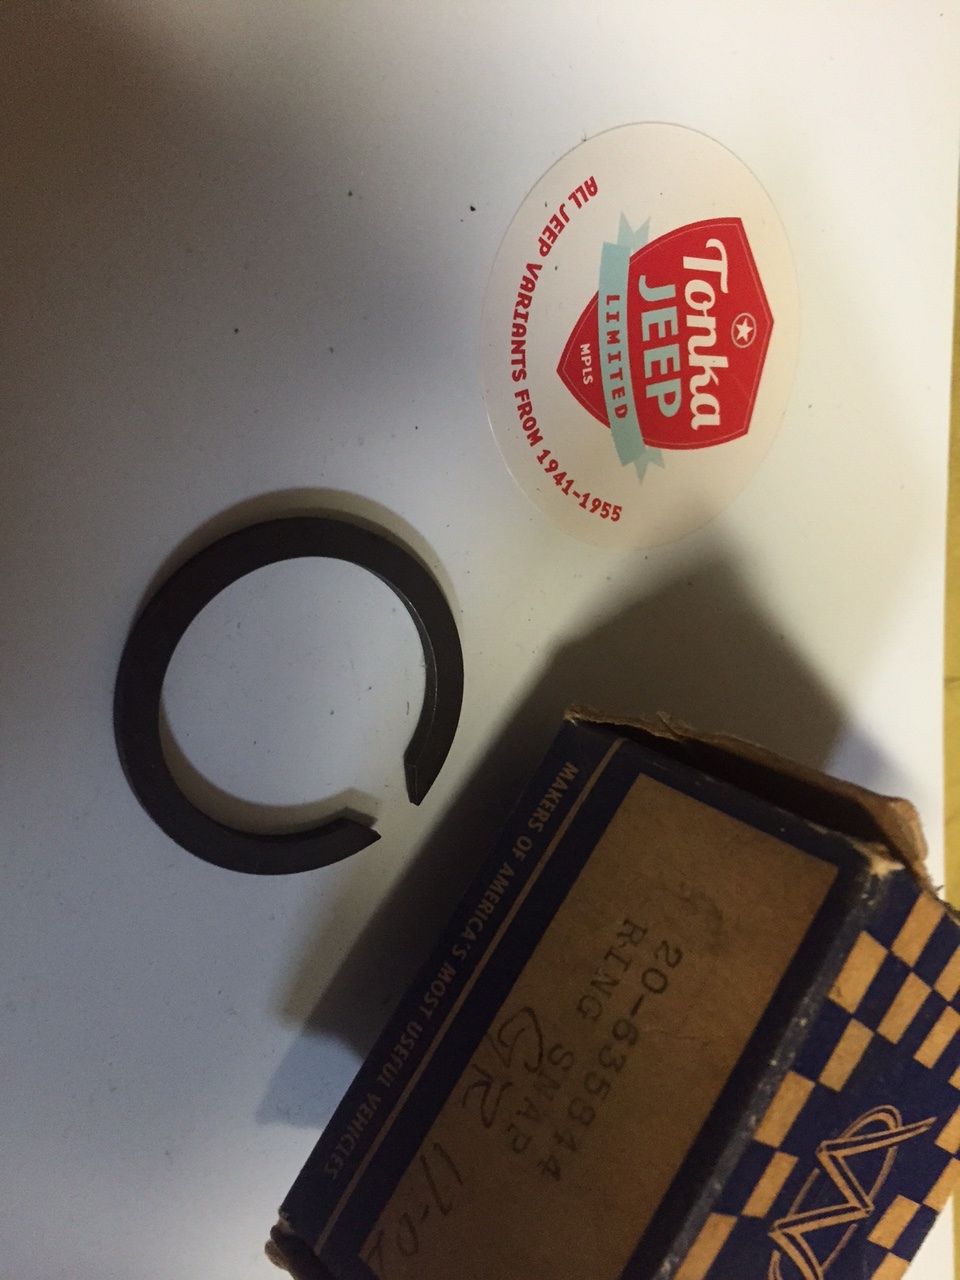 Tonka
JEEP
LIMITED
MPLS
ALL JEEP VARIANTS FROM 1941-1955
MAKERS OF AMERICA'S MOST USEFUL VEHICLES
20-635844
RING SNAP
GR